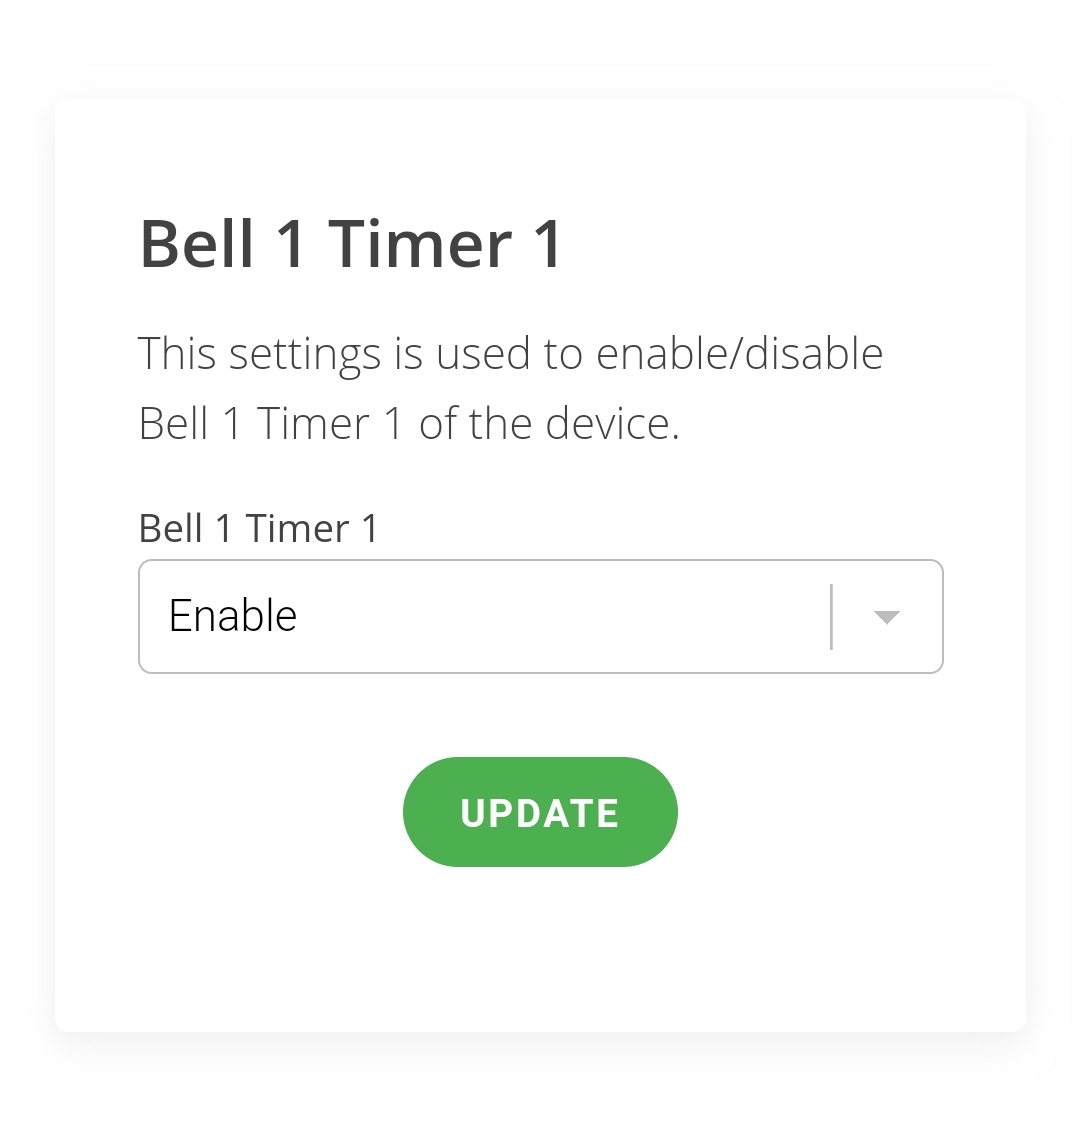 Bell 1 Timer 1
This settings is used to enable/disable
Bell 1 Timer 1 of the device.
Bell 1 Timer 1
Enable
UPDATE